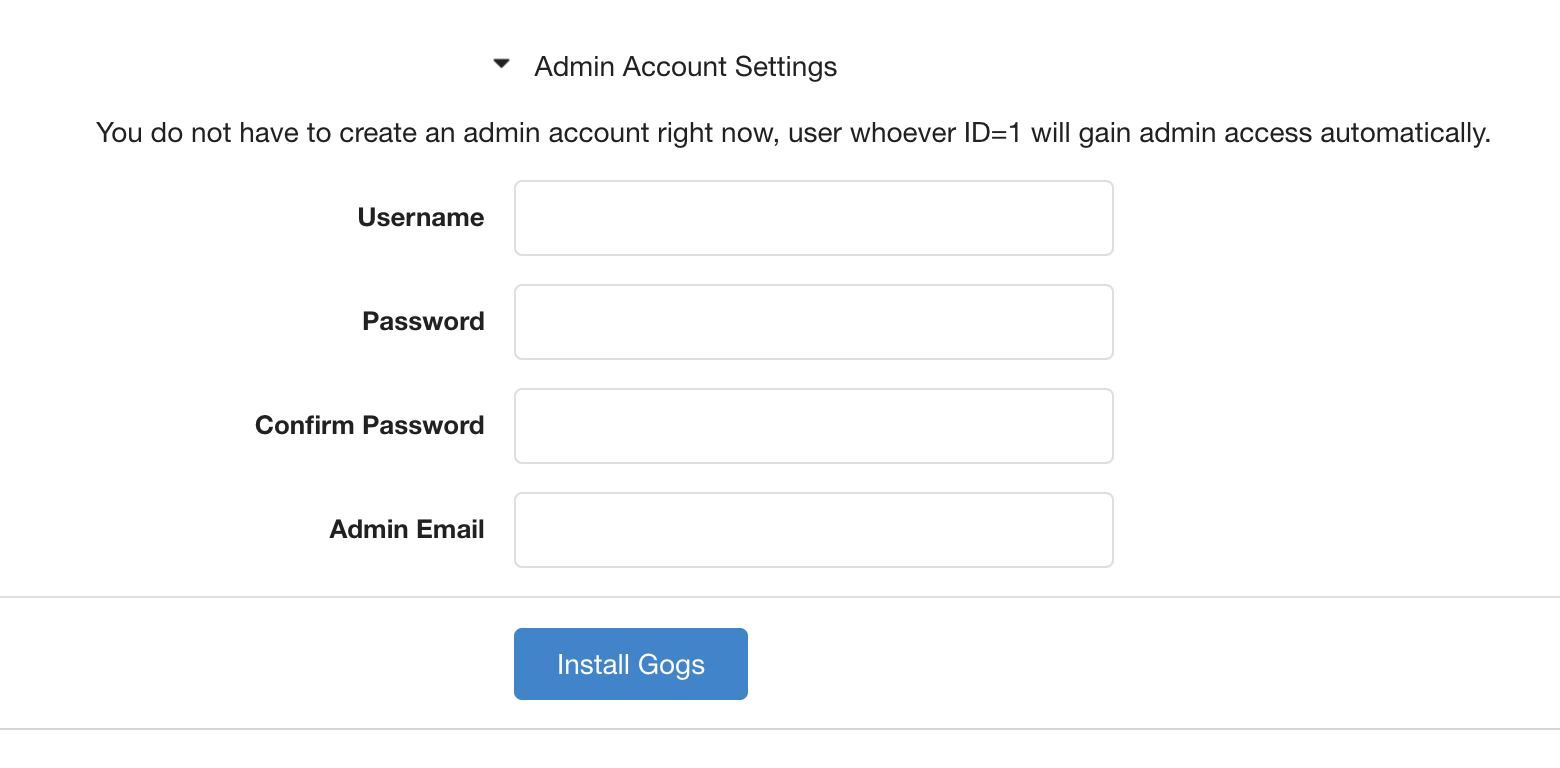 Admin Account Settings
You do not have to create an admin account right now, user whoever ID=1 will gain admin access automatically.
Username
Password
Confirm Password
Admin Email
Install Gogs